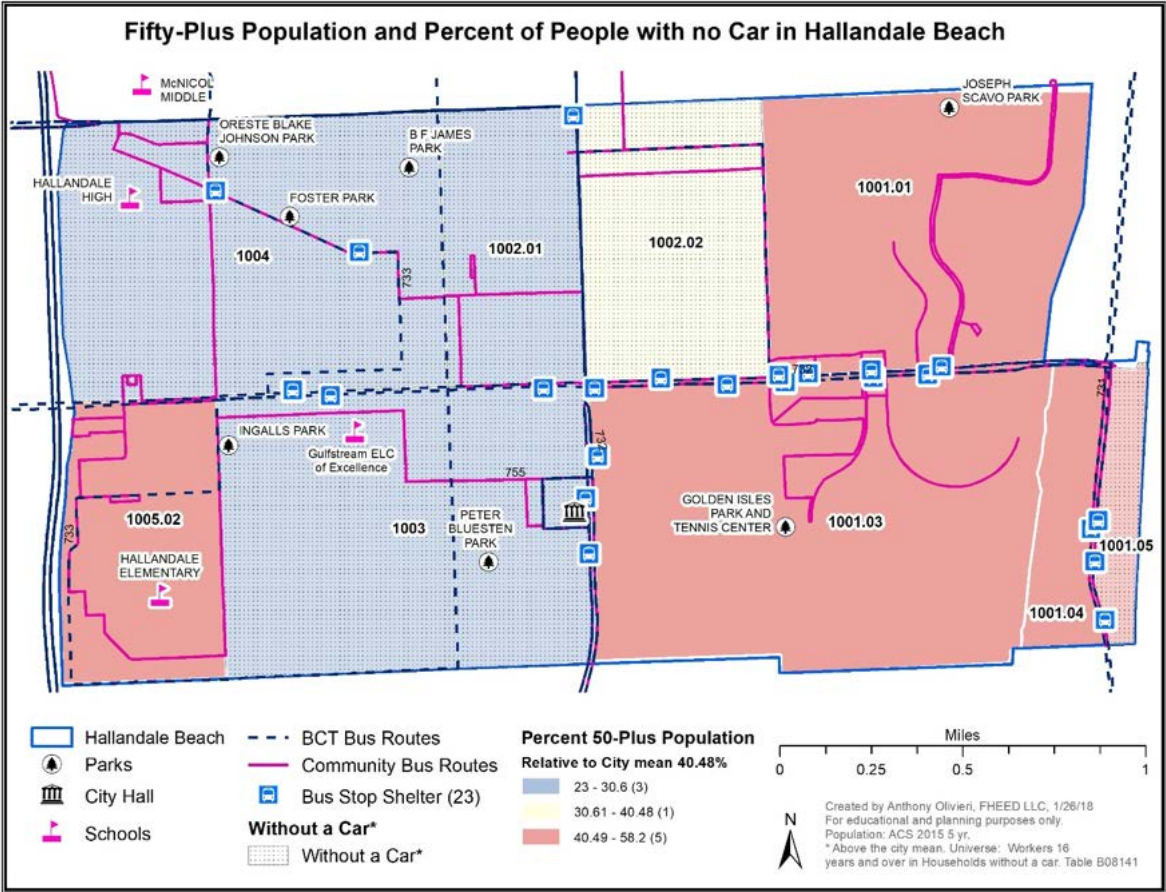 Fifty-Plus Population and Percent of People with no Car in Hallandale Beach
McNICOL
MIDDLE
JOSEPH
SCAVO PARK
ORESTE BLAKE
JOHNSON PARK
B F JAMES
PARK
HALLANDALE
HIGH
FOSTER PARK
1001.01
1004
1002.01
1002.02
733
732
731
INGALLS PARK
Gulfstream ELC
of Excellence
732
755
733
1005.02
1003
PETER
BLUESTEN
PARK
GOLDEN ISLES
PARK AND
TENNIS CENTER
1001.03
1001.05
HALLANDALE
ELEMENTARY
1001.04
Hallandale Beach
Parks
City Hall
Schools
BCT Bus Routes
Community Bus Routes
Bus Stop Shelter (23)
Without a Car*
Without a Car*
Percent 50-Plus Population
Relative to City mean 40.48%
23 - 30.6 (3)
30.61 - 40.48 (1)
40.49 - 58.2 (5)
Miles
0 0.25 0.5 1
N
Created by Anthony Olivieri, FHEED LLC, 1/26/18
For educational and planning purposes only.
Population: ACS 2015 5 yr,
* Above the city mean. Universe: Workers 16
years and over in Households without a car. Table B08141